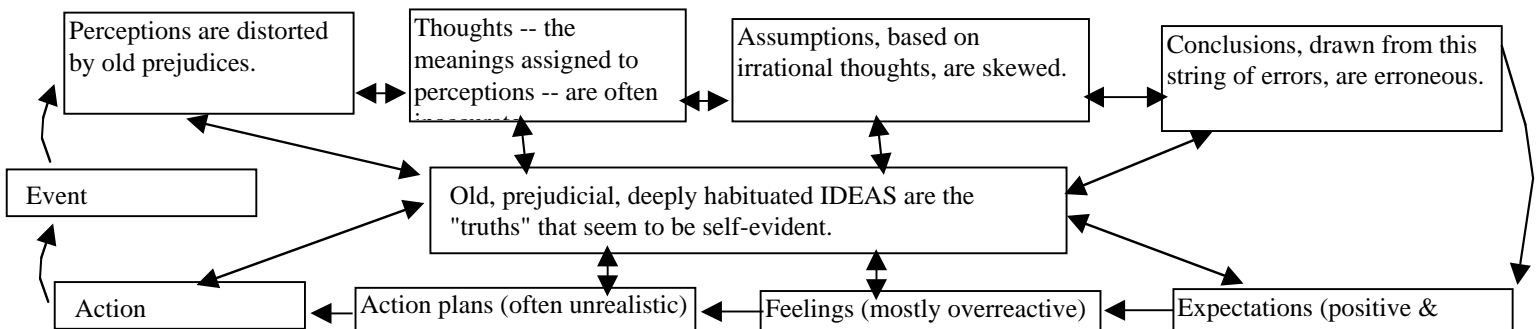 Perceptions are distorted
by old prejudices.
Thoughts -- the
meanings assigned to
perceptions -- are often
Assumptions, based on
irrational thoughts, are skewed.
Conclusions, drawn from this
string of errors, are erroneous.
Event
Old, prejudicial, deeply habituated IDEAS are the
"truths" that seem to be self-evident.
Action
Action plans (often unrealistic)
Feelings (mostly overreactive)
Expectations (positive &